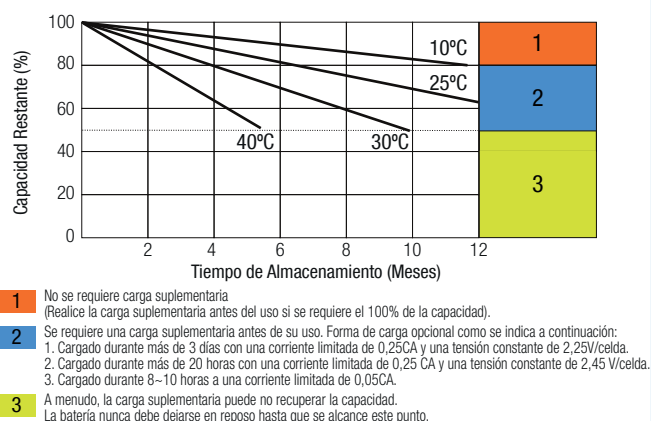 Capacidad Restante (%)
100
80
60
40
20
0
10ºC
25ºC
40ºC
30ºC
1
2
3
2
4
6
8
10
12
Tiempo de Almacenamiento (Meses)
1 No se requiere carga suplementaria
(Realice la carga suplementaria antes del uso si se requiere el 100% de la capacidad).
2 Se requiere una carga suplementaria antes de su uso. Forma de carga opcional como se indica a continuación:
1. Cargado durante más de 3 días con una corriente limitada de 0,25CA y una tensión constante de 2,25V/celda.
2. Cargado durante más de 20 horas con una corriente limitada de 0,25 CA y una tensión constante de 2,45 V/celda.
3. Cargado durante 8~10 horas a una corriente limitada de 0,05CA.
3 A menudo, la carga suplementaria puede no recuperar la capacidad.
La batería nunca debe dejarse en reposo hasta que se alcance este punto.